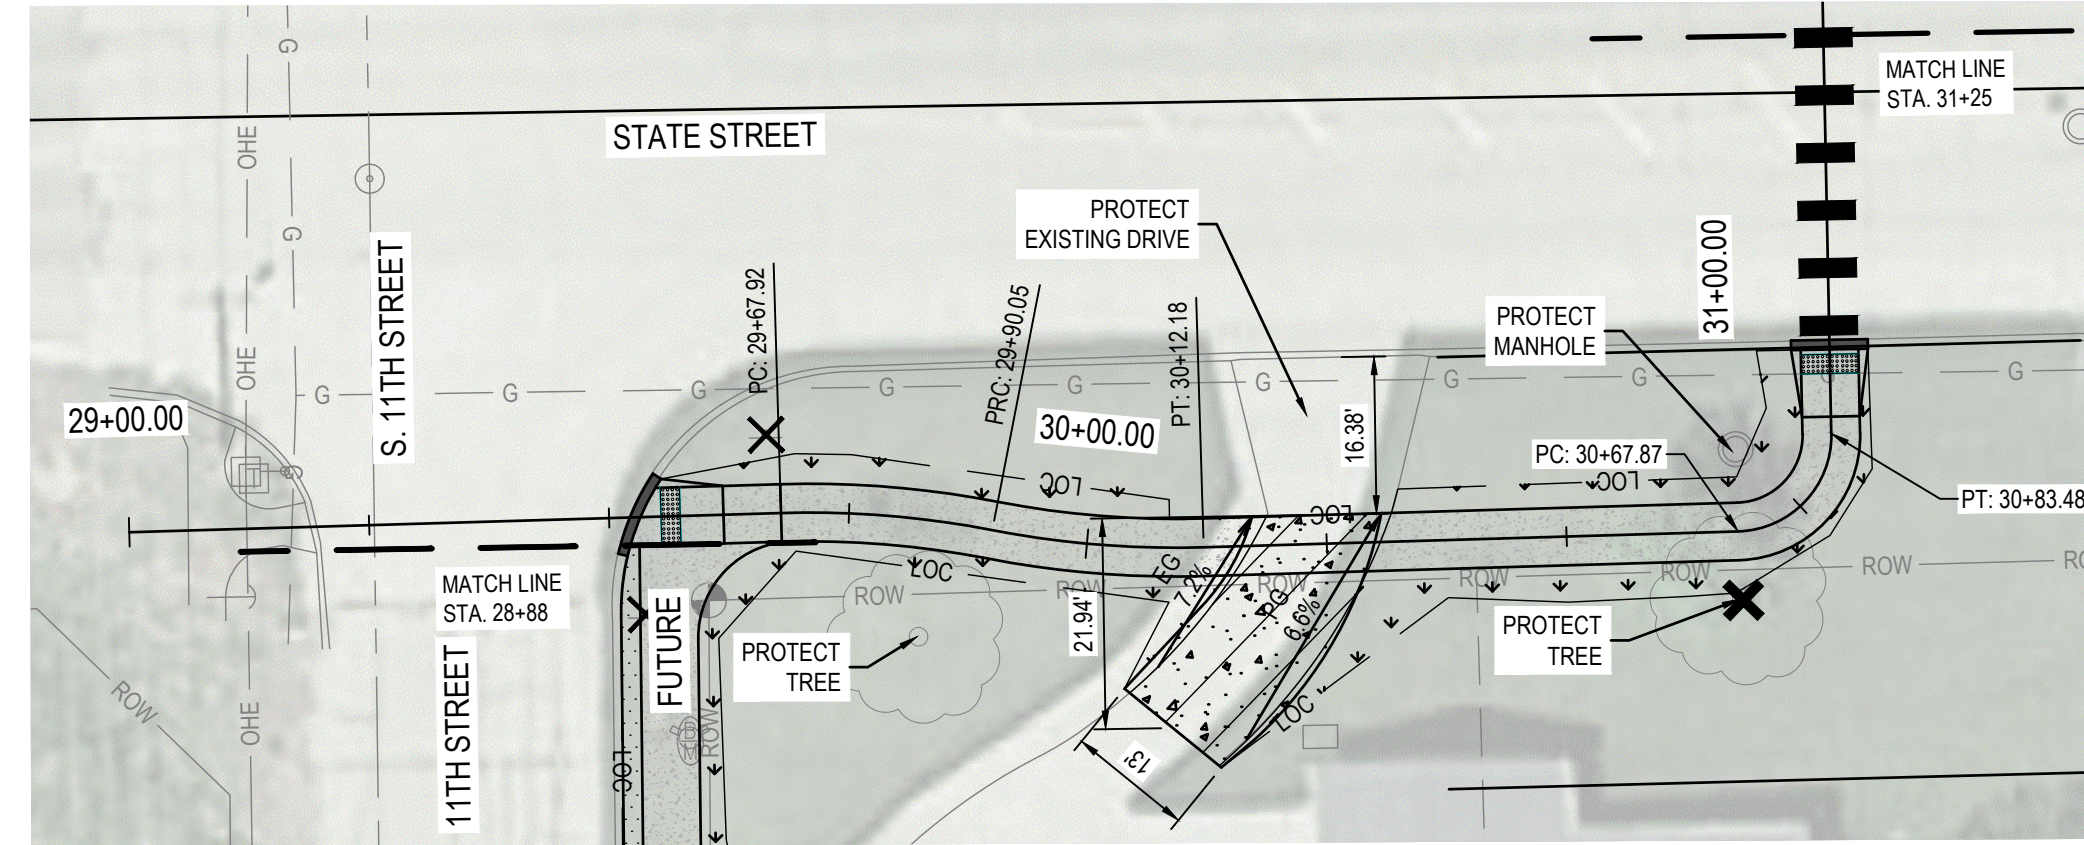 MATCH LINE
STA. 31+25
STATE STREET
G
OHE
G
PROTECT
EXISTING DRIVE
31+00.00
S. 11TH STREET
PC: 29+67.92
PRC: 29+90.05
PT: 30+12.18
PROTECT
MANHOLE
OHE
G
G
G
G
G
G
G
G
G
G
29+00.00
30+00.00
16.38'
PC: 30+67.87
G
LOC
LOC
PT: 30+83.48
LOC
EG
7.2%
LOC
ROW
ROW
ROW
ROW
ROW
ROW
MATCH LINE
STA. 28+88
FUTURE
21.94'
PG
6.6%
PROTECT
TREE
PROTECT
TREE
ROW
OHE
11TH STREET
ROW
LOC
LOC
13'